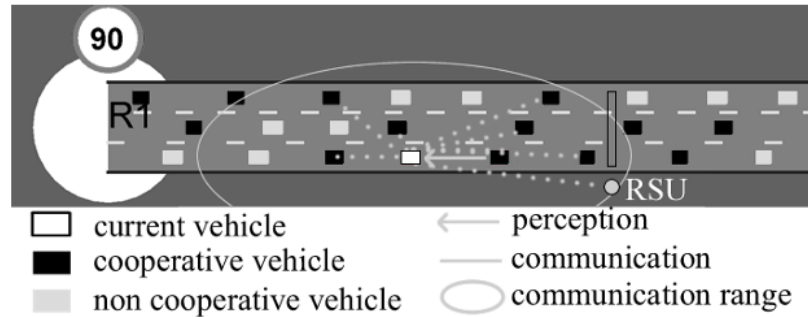 90
R1
RSU
current vehicle
perception
cooperative vehicle
communication
non cooperative vehicle
communication range